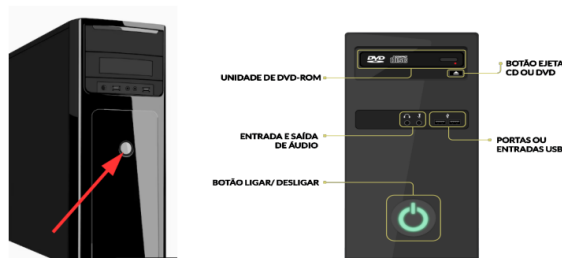 DVD
UNIDADE DE DVD-ROM
BOTÃO EJETA
CD OU DVD
ENTRADA E SAÍDA
DE ÁUDIO
PORTAS OU
ENTRADAS USB
BOTÃO LIGAR/ DESLIGAR